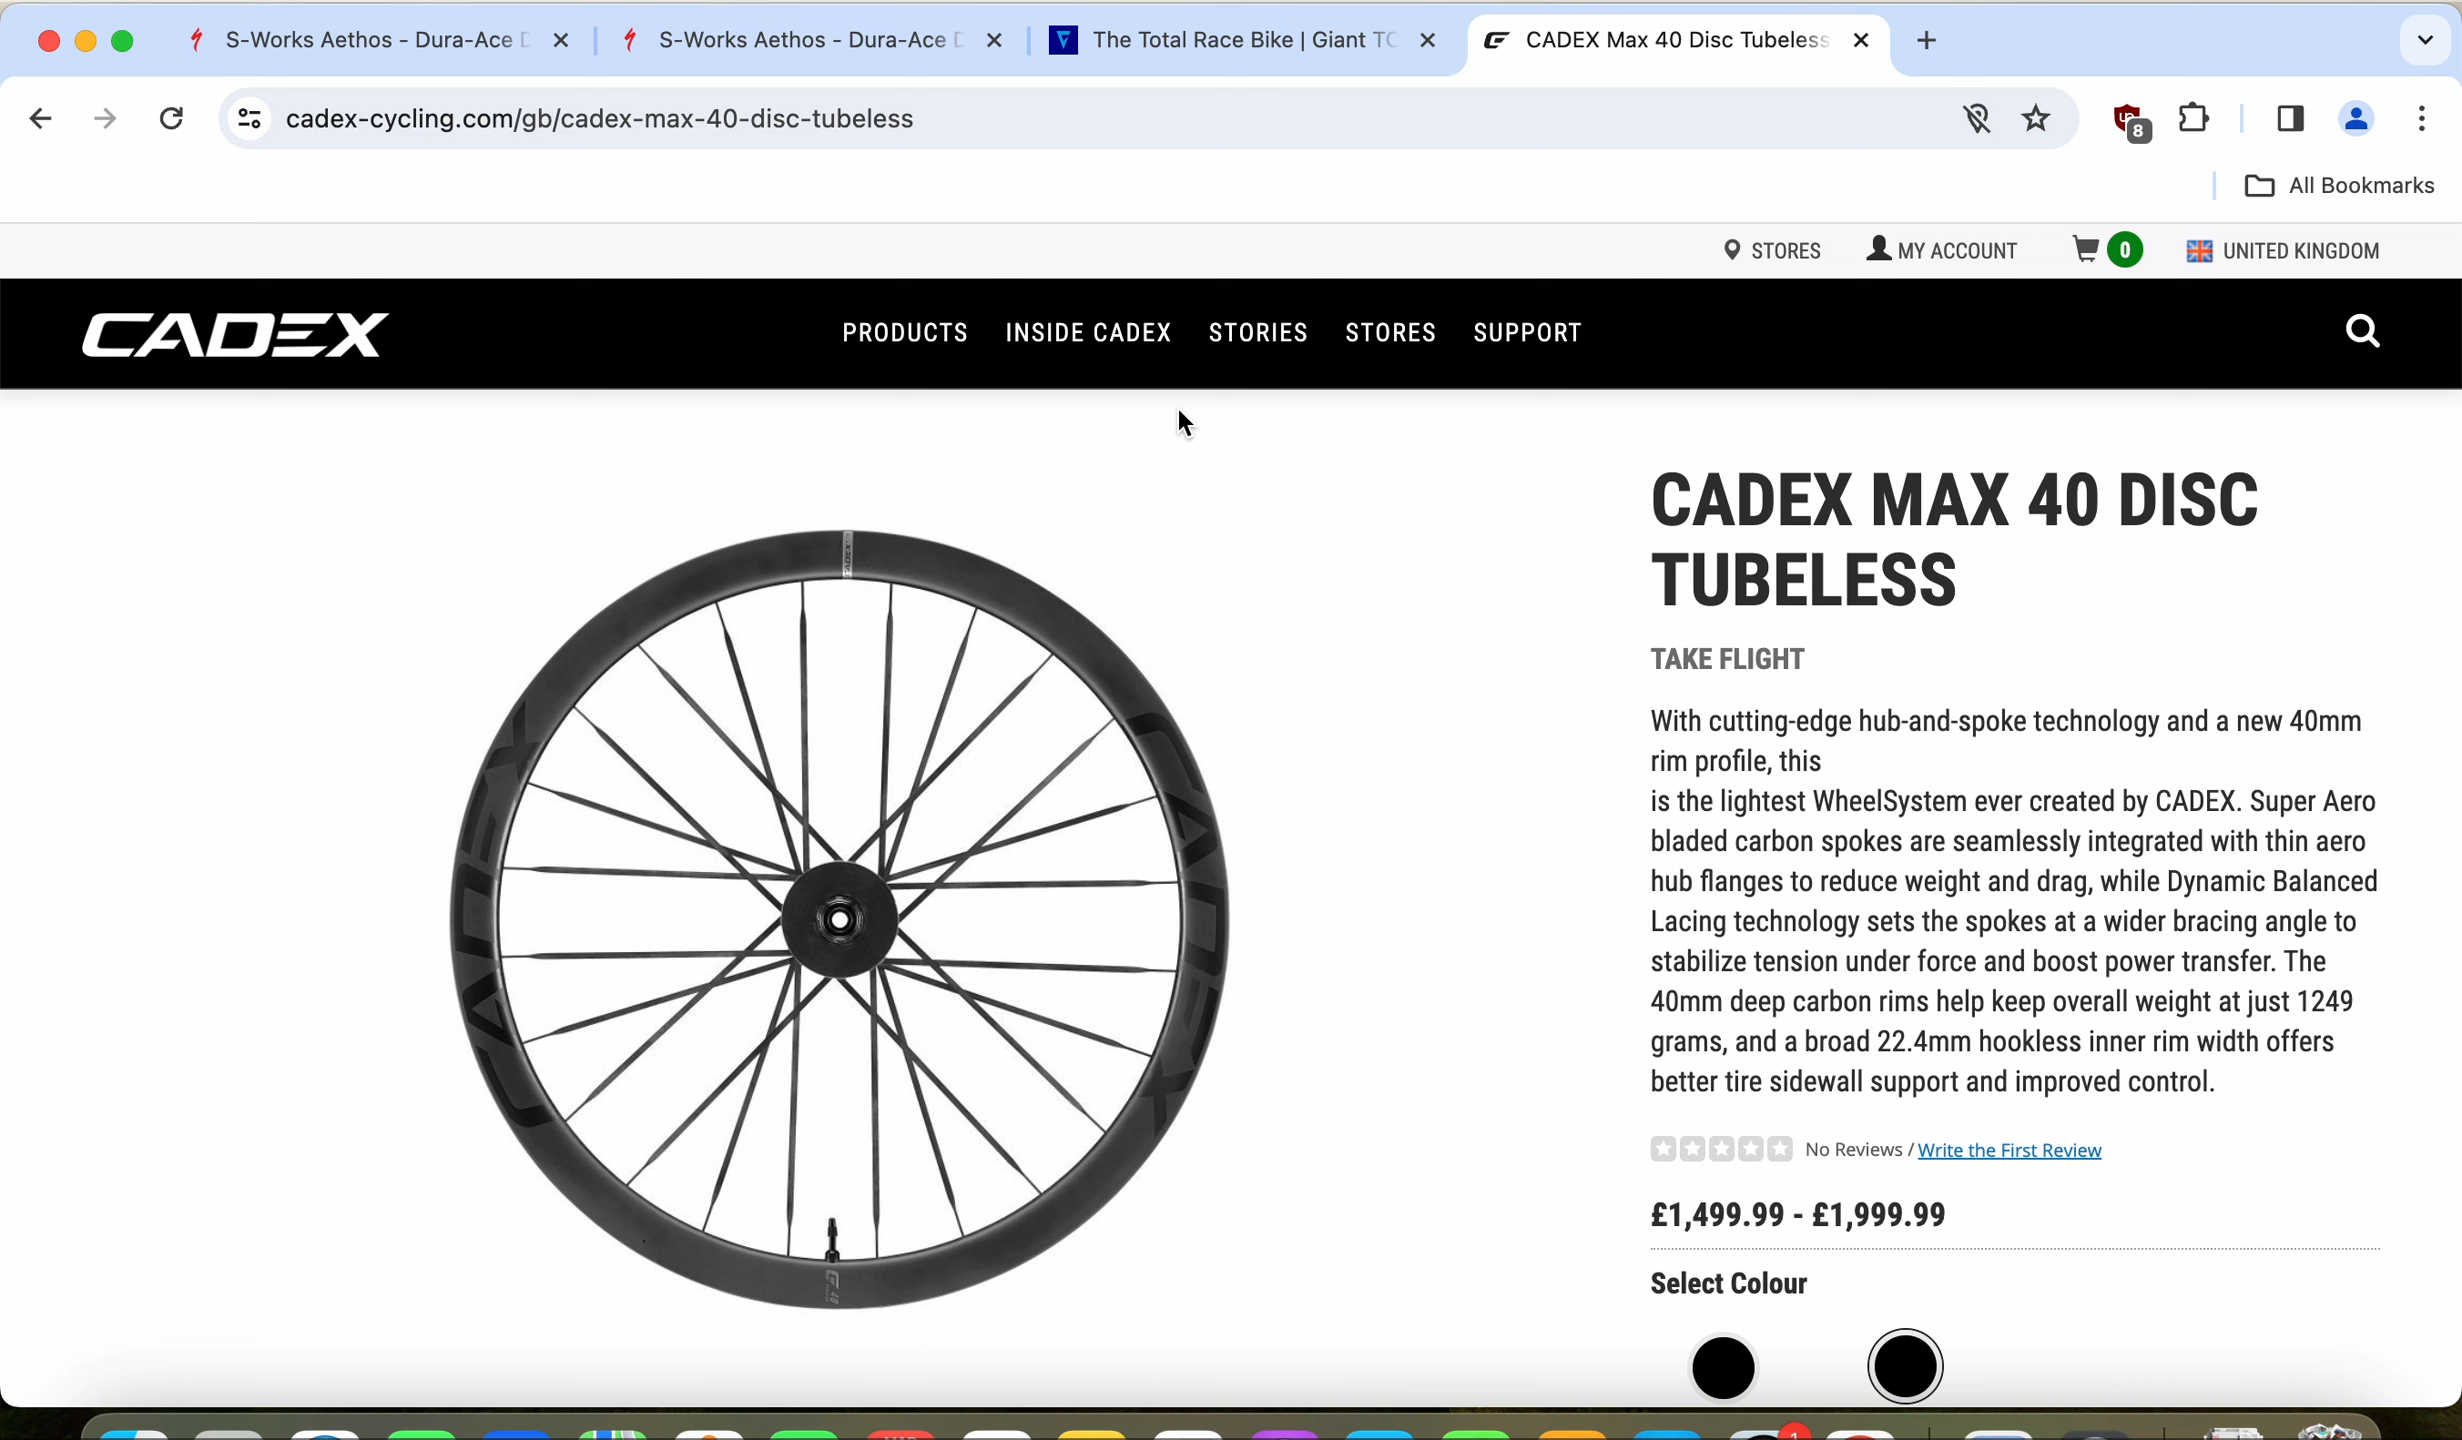 S-Works Aethos - Dura-Ace D
S-Works Aethos - Dura-Ace D
The Total Race Bike | Giant TC
CADEX Max 40 Disc Tubeless
cadex-cycling.com/gb/cadex-max-40-disc-tubeless
8
All Bookmarks
STORES MY ACCOUNT 0 UNITED KINGDOM
CADEX PRODUCTS INSIDE CADEX STORIES STORES SUPPORT
CADEX
CADEX
CADEX
40
CADEX MAX 40 DISC
TUBELESS
TAKE FLIGHT
With cutting-edge hub-and-spoke technology and a new 40mm
rim profile, this
is the lightest WheelSystem ever created by CADEX. Super Aero
bladed carbon spokes are seamlessly integrated with thin aero
hub flanges to reduce weight and drag, while Dynamic Balanced
Lacing technology sets the spokes at a wider bracing angle to
stabilize tension under force and boost power transfer. The
40mm deep carbon rims help keep overall weight at just 1249
grams, and a broad 22.4mm hookless inner rim width offers
better tire sidewall support and improved control.
No Reviews / Write the First Review
£1,499.99 - £1,999.99
Select Colour